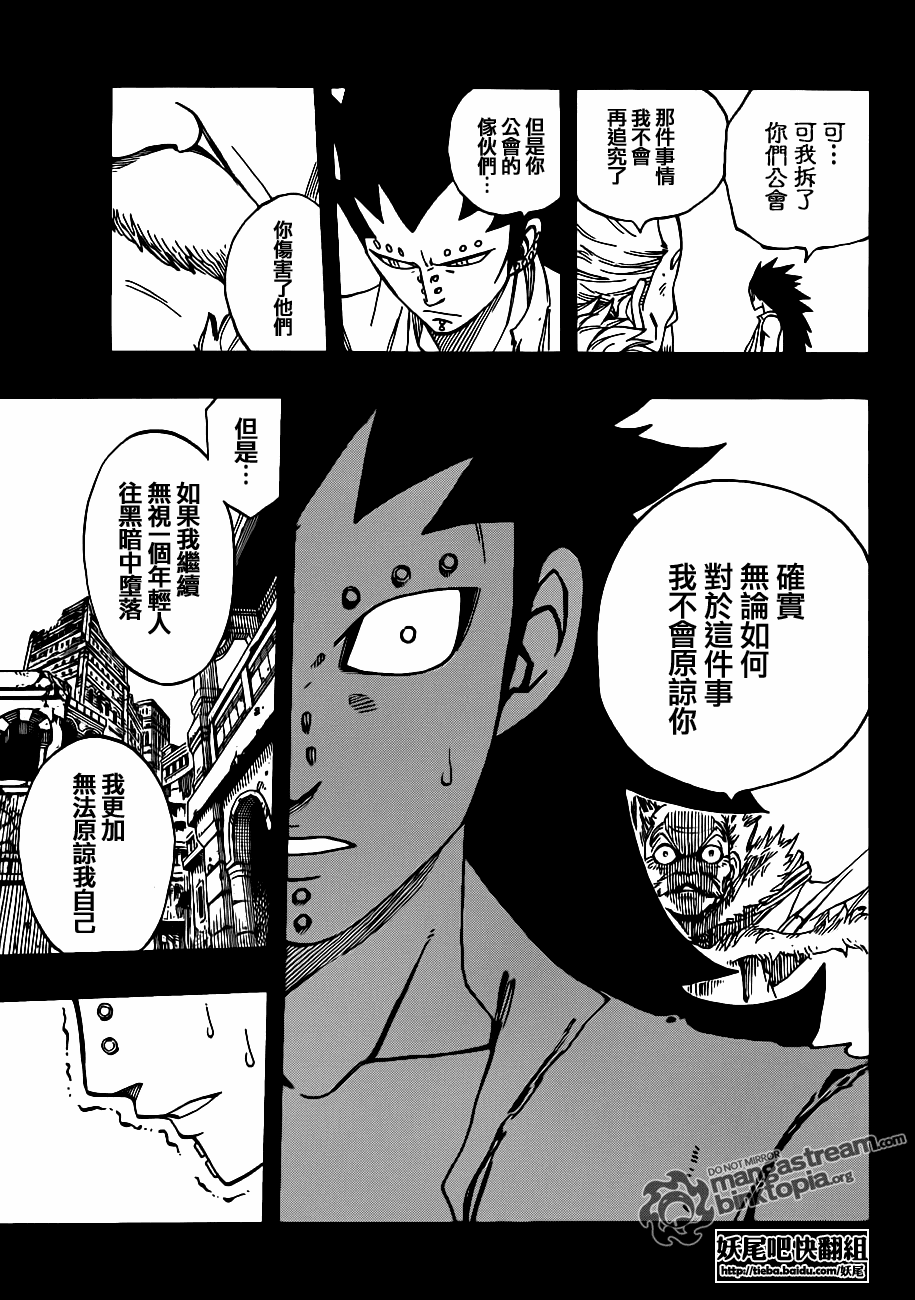 可…
可我拆了
你們公會
那件事情
我不會
再追究了
但是你
公會的
傢伙們…
你傷害了他們
確實
無論如何
對於這件事
我不會原諒你
但是…
如果我繼續
無視一個年輕人
往黑暗中墮落
我更加
無法原諒我自己
DO NOT MIRROR
mangastream.com
binktopia.org
妖尾吧快翻組
http://tieba.baidu.com/妖尾